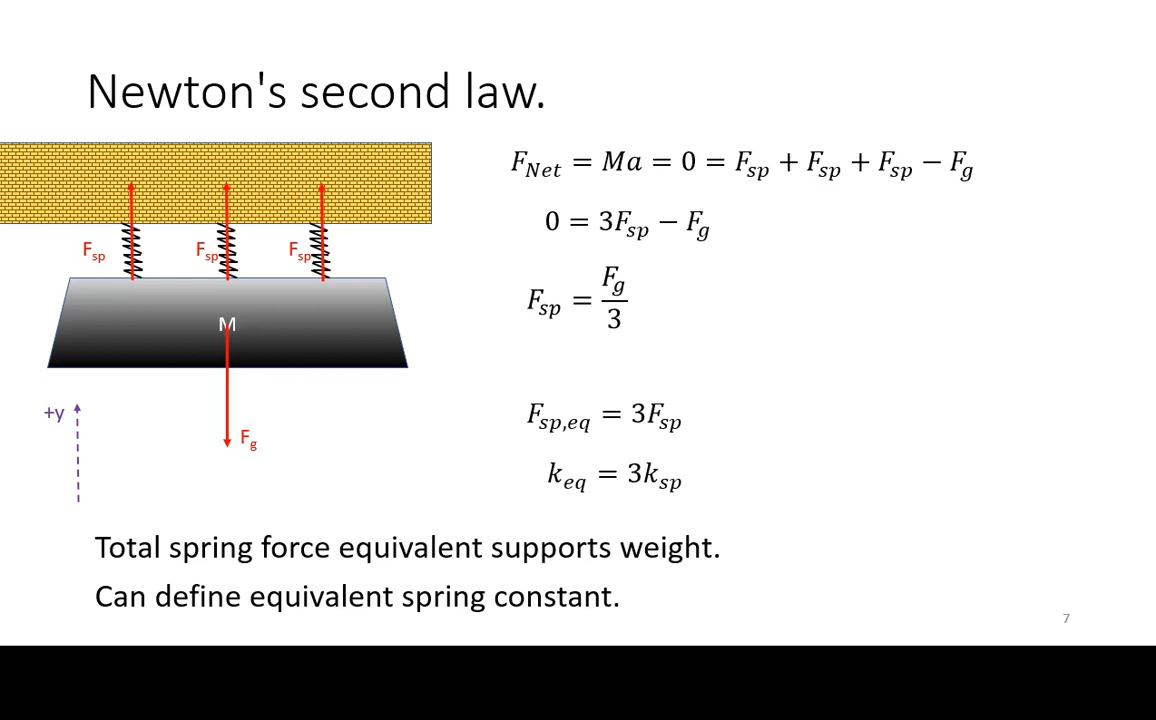 Newton's second law.
F_Net = Ma = 0 = F_sp + F_sp + F_sp − F_g
0 = 3F_sp − F_g
F_sp = F_g/3
F_sp F_sp F_sp
M
+y
F_g
F_sp,eq = 3F_sp
k_eq = 3k_sp
Total spring force equivalent supports weight.
Can define equivalent spring constant.
7